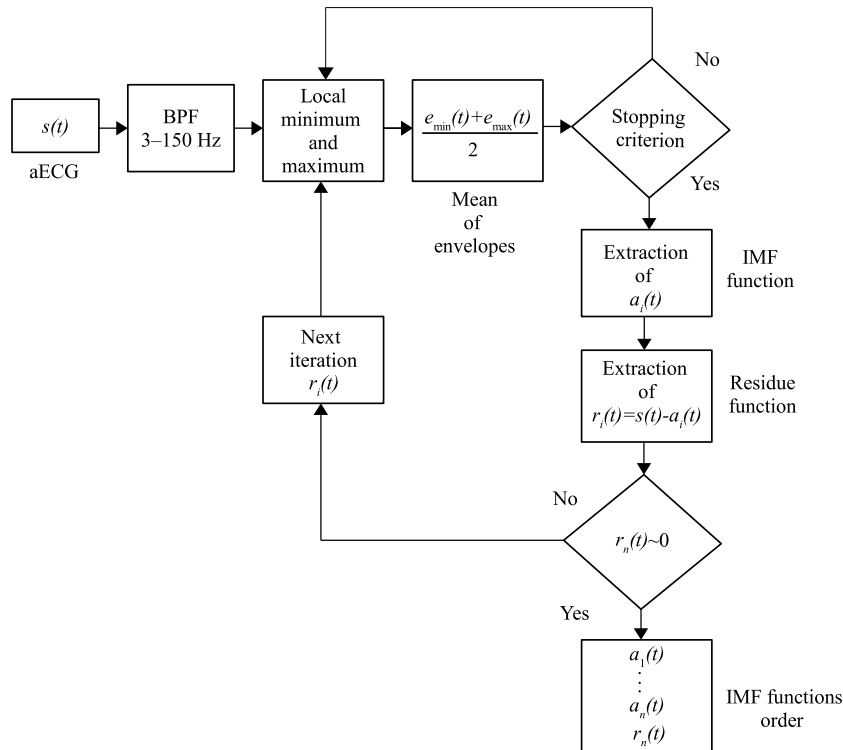 s(t)
aECG
BPF
3–150 Hz
Local
minimum
and
maximum
e_min(t)+e_max(t)
2
Mean
of
envelopes
Stopping
criterion
No
Yes
Extraction
of
a_i(t)
IMF
function
Extraction
of
r_i(t)=s(t)-a_i(t)
Residue
function
Next
iteration
r_i(t)
No
r_n(t)~0
Yes
a_1(t)
⋮
a_n(t)
r_n(t)
IMF functions
order